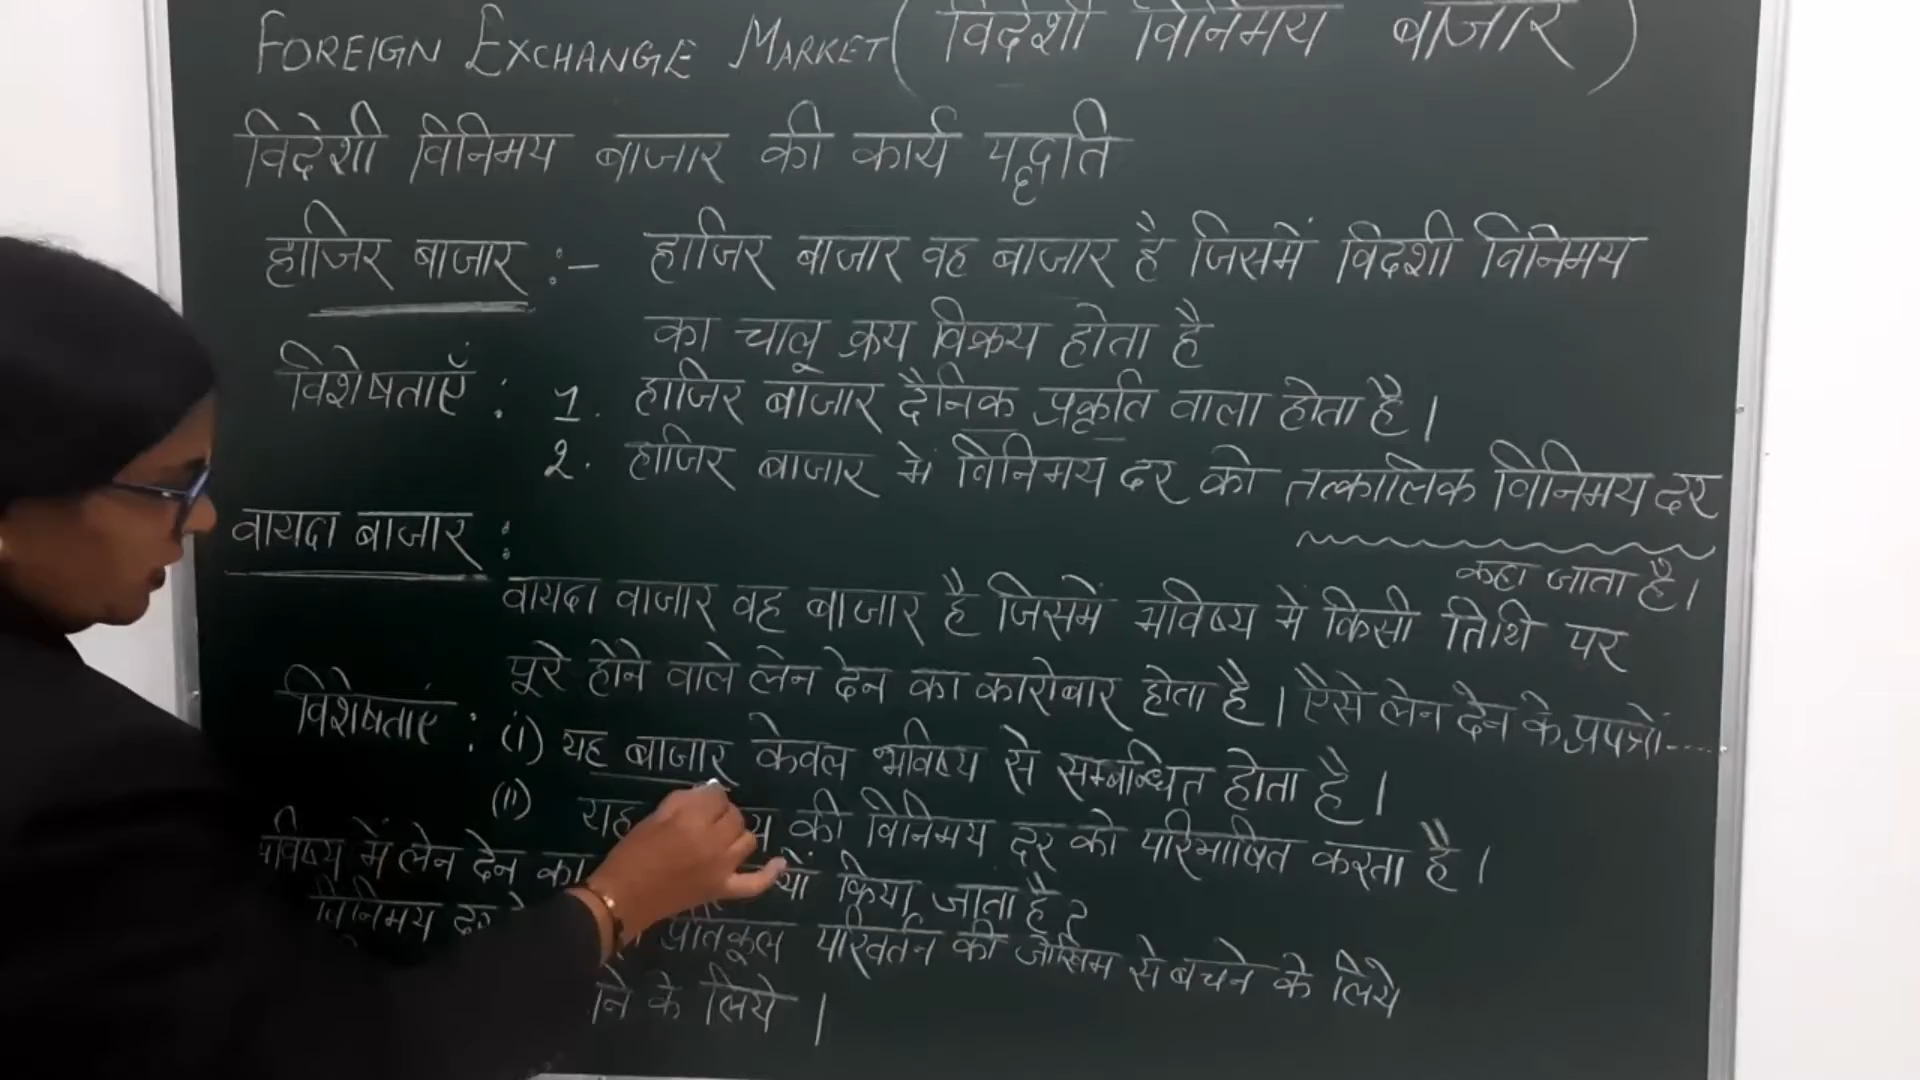 FOREIGN EXCHANGE MARKET (विदेशी विनिमय बाजार)
विदेशी विनिमय बाजार की कार्य पद्धति
हाजिर बाजार :- हाजिर बाजार वह बाजार है जिसमें विदशी विनिमय
का चालू क्रय विक्रय होता है
विशेषताएँ : 1. हाजिर बाजार दैनिक प्रकृति वाला होता है।
2. हाजिर बाजार में विनिमय दर को तत्कालिक विनिमय दर
कहा जाता है।
वायदा बाजार :
वायदा वाजार वह बाजार है जिसमें भविष्य में किसी तिथि पर
पूरे होने वाले लेन देन का कारोबार होता है। ऐसे लेन देन के प्रपत्रों....
विशेषताएं : (i) यह बाजार केवल भविष्य से सम्बन्धित होता है।
(ii) यह की विनिमय दर को परिभाषित करता है।
भविष्य में लेन देन का किया जाता है?
विनिमय दर प्रतिकूल परिवर्तन की जोखिम से बचने के लिये
के लिये।